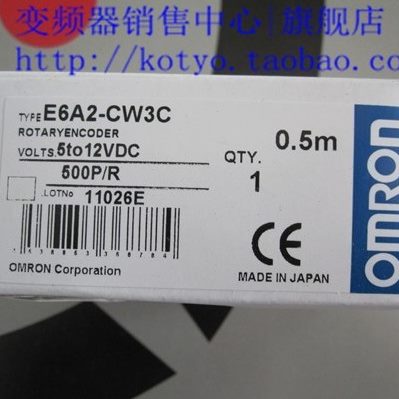 变频器销售中心|旗舰店
http://kotyo.taobao.com
TYPE E6A2-CW3C
ROTARYENCODER
VOLTS. 5to12VDC
500P/R
LOTNo 11026E
QTY.
1
0.5m
CE
MADE IN JAPAN
OMRON Corporation
OMRON